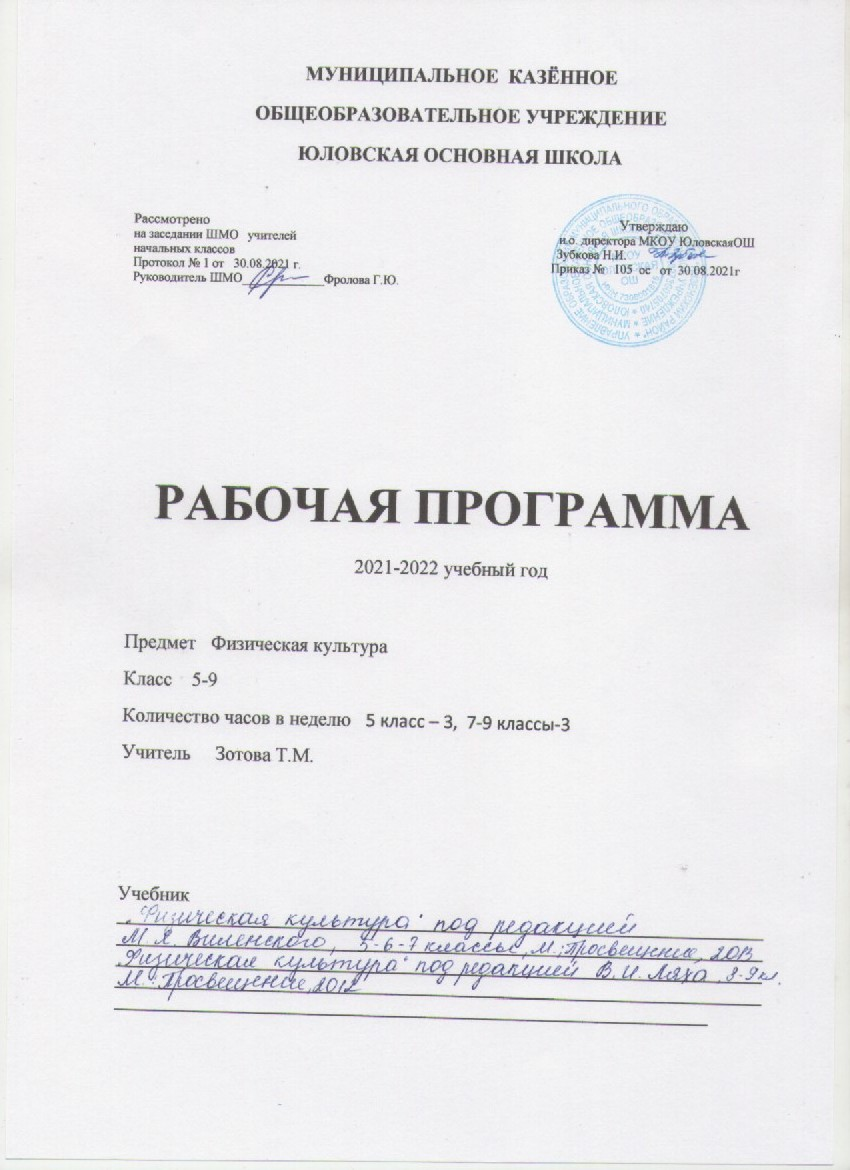 МУНИЦИПАЛЬНОЕ КАЗЁННОЕ
ОБЩЕОБРАЗОВАТЕЛЬНОЕ УЧРЕЖДЕНИЕ
ЮЛОВСКАЯ ОСНОВНАЯ ШКОЛА
Рассмотрено
на заседании ШМО учителей
начальных классов
Протокол № 1 от 30.08.2021 г.
Руководитель ШМО Фролова Г.Ю.
Утверждаю
и.о. директора МКОУ ЮловскаяОШ
Зубкова Н.И.
Приказ № 105 ое от 30.08.2021г
РАБОЧАЯ ПРОГРАММА
2021-2022 учебный год
Предмет Физическая культура
Класс 5-9
Количество часов в неделю 5 класс – 3, 7-9 классы-3
Учитель Зотова Т.М.
Учебник
„Физическая культура" под редакцией
М.Я. Виленского, 5-6-7 классы, М.; Просвещение, 2013
Физическая культура" под редакцией В.И. Ляха 8-9 кл.
М.: Просвещение, 2012